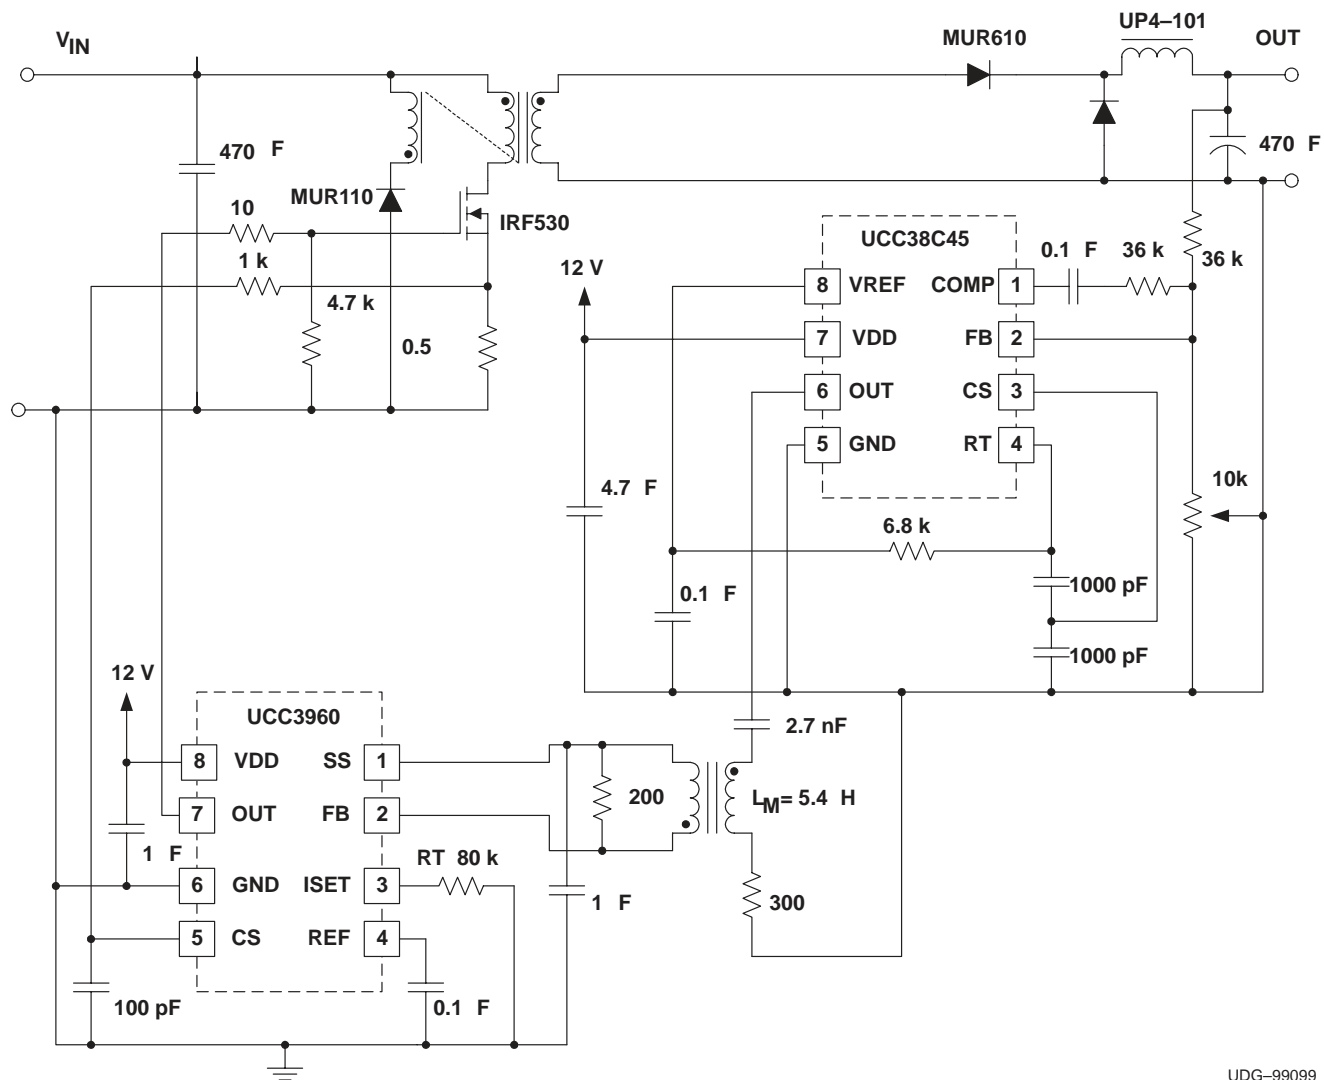 UP4–101
VIN
MUR610
OUT
470 F
470 F
MUR110
10
IRF530
UCC38C45
1 k
12 V
0.1 F
36 k
36 k
8 VREF COMP 1
4.7 k
0.5
7 VDD FB 2
6 OUT CS 3
5 GND RT 4
10k
4.7 F
6.8 k
0.1 F
1000 pF
1000 pF
12 V
UCC3960
2.7 nF
8 VDD SS 1
200
LM= 5.4 H
7 OUT FB 2
1 F
RT 80 k
6 GND ISET 3
1 F
300
5 CS REF 4
100 pF
0.1 F
UDG–99099